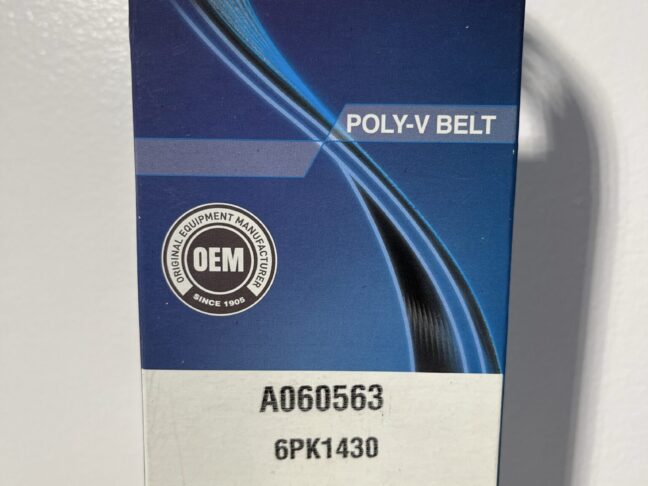 POLY-V BELT
ORIGINAL EQUIPMENT MANUFACTURER
OEM
SINCE 1905
A060563
6PK1430